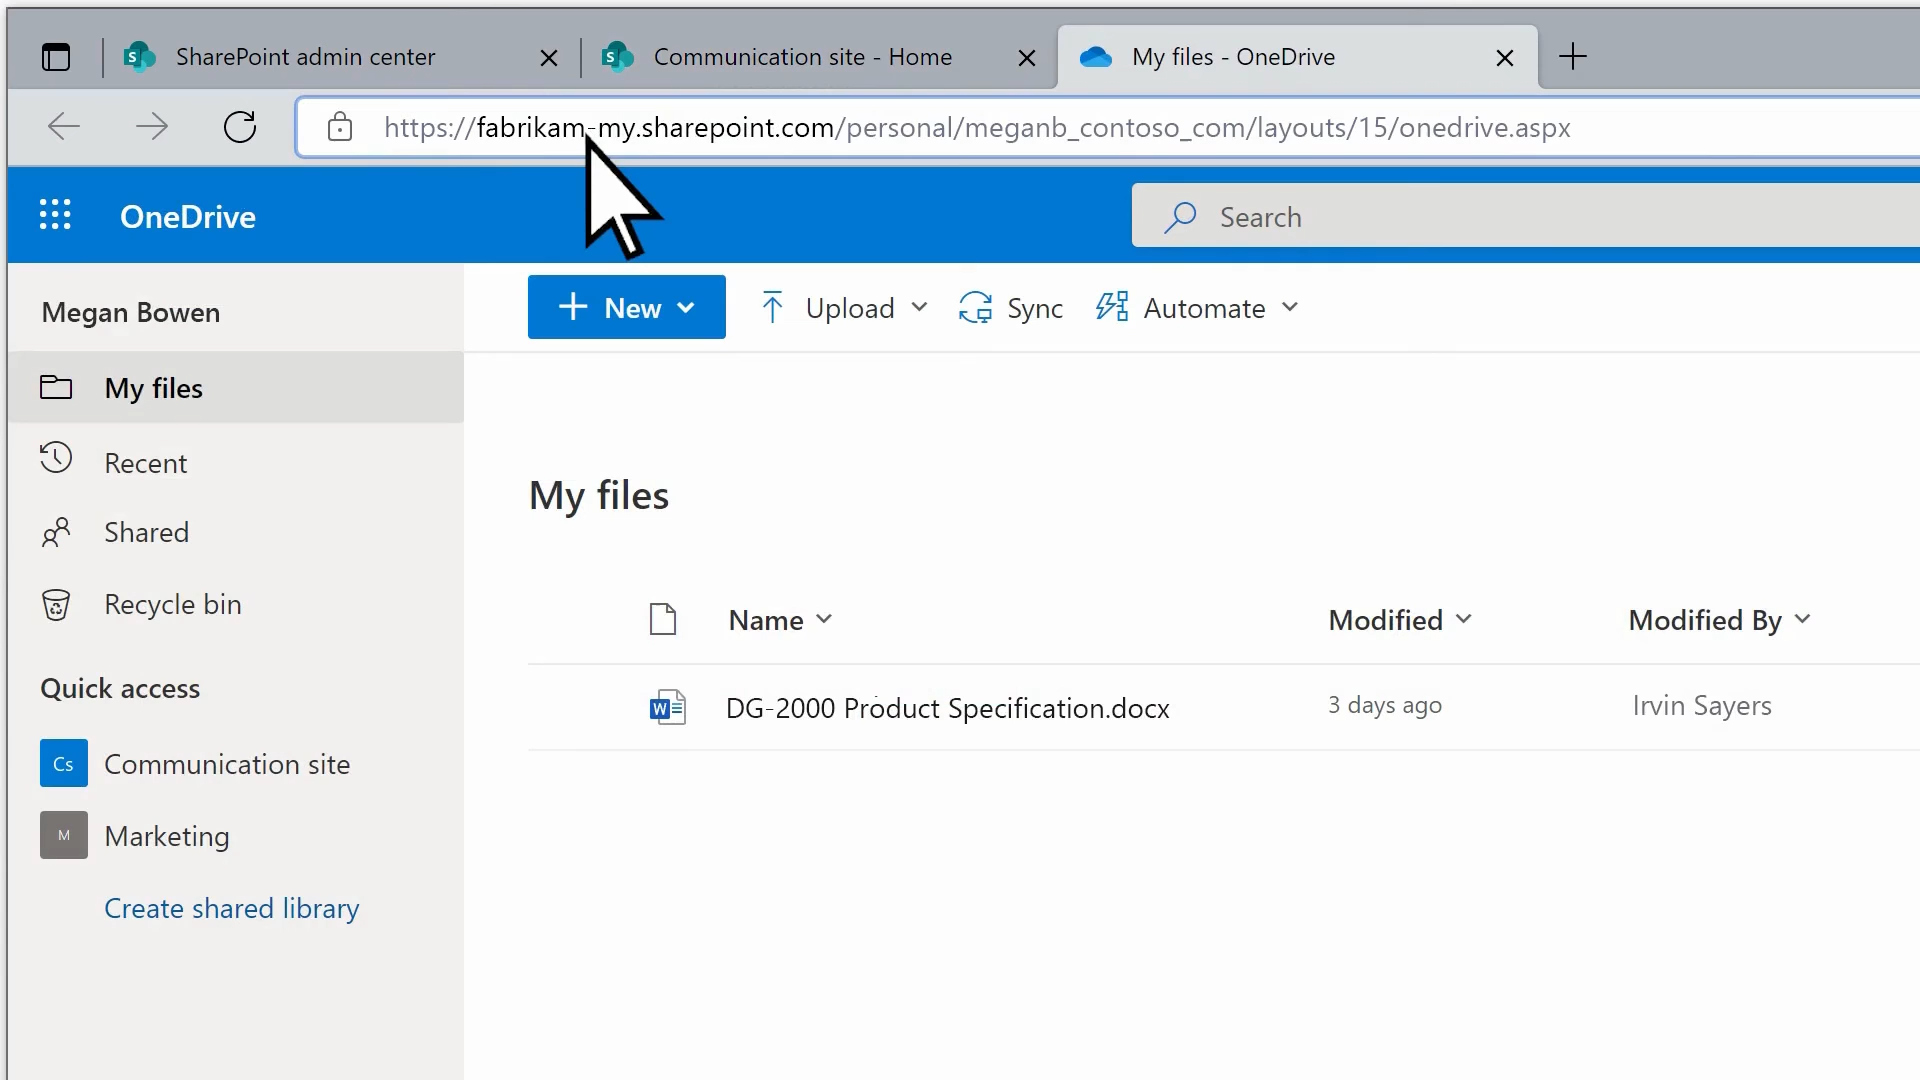 SharePoint admin center
Communication site - Home
My files - OneDrive
https://fabrikam-my.sharepoint.com/personal/meganb_contoso_com/layouts/15/onedrive.aspx
OneDrive
Search
Megan Bowen
New
Upload
Sync
Automate
My files
Recent
Shared
Recycle bin
Quick access
Cs Communication site
M Marketing
Create shared library
My files
Name
Modified
Modified By
DG-2000 Product Specification.docx
3 days ago
Irvin Sayers